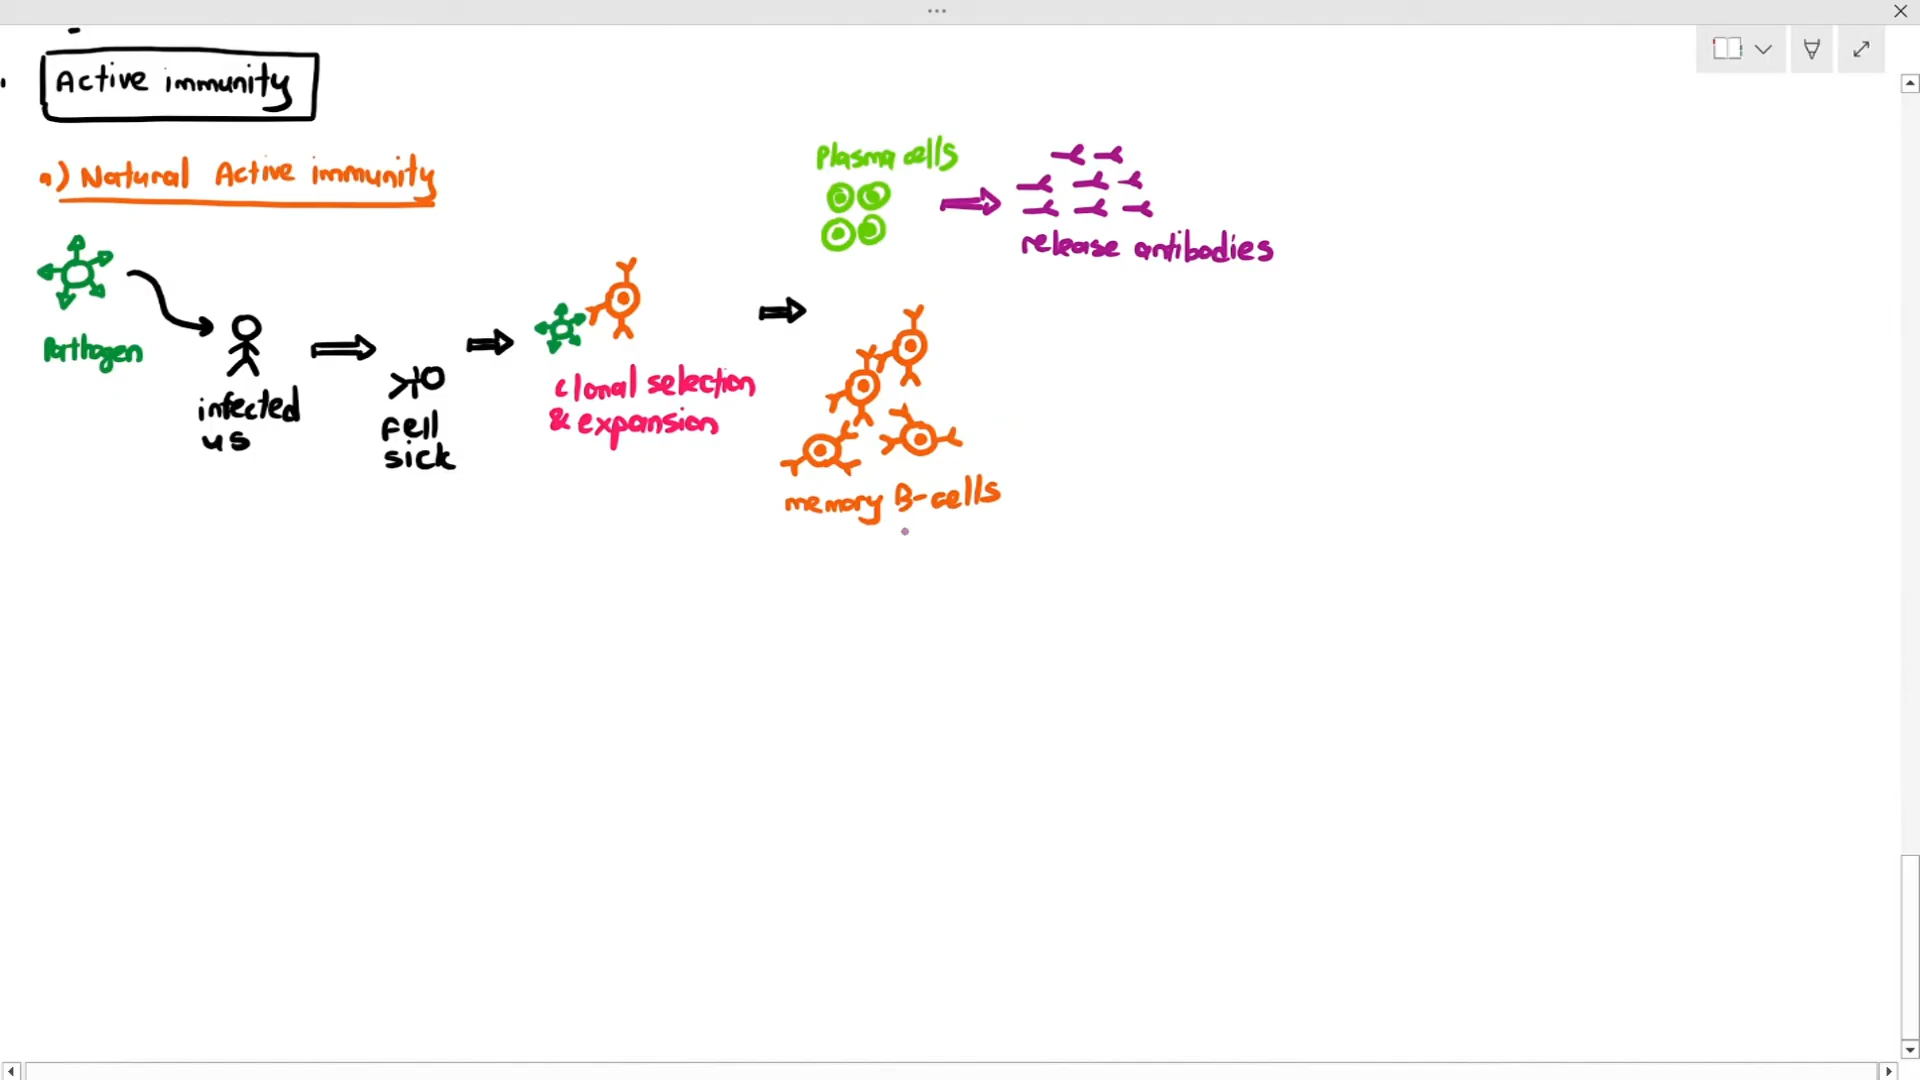 Active immunity
a) Natural Active immunity
Plasma cells
release antibodies
Pathogen
infected
us
fell
sick
clonal selection
& expansion
memory B-cells